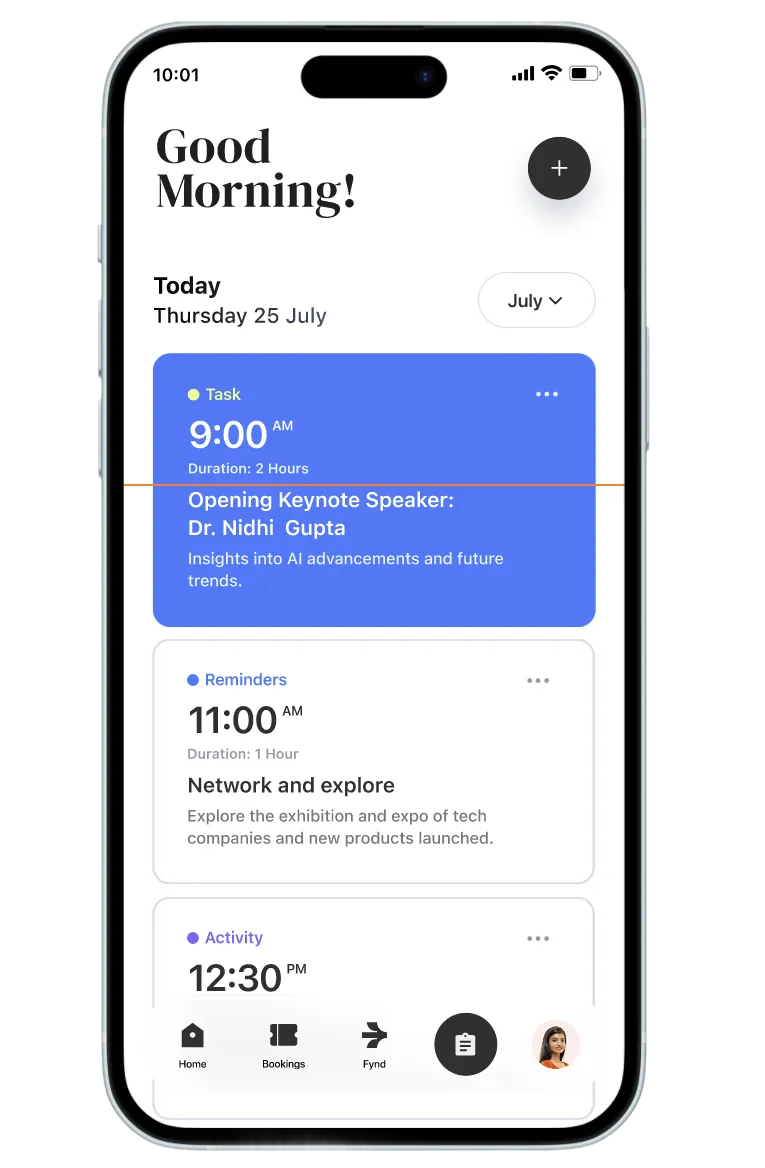 10:01
Good
Morning!
+
Today
Thursday 25 July
July
Task
9:00 AM
Duration: 2 Hours
Opening Keynote Speaker:
Dr. Nidhi  Gupta
Insights into AI advancements and future
trends.
Reminders
11:00 AM
Duration: 1 Hour
Network and explore
Explore the exhibition and expo of tech
companies and new products launched.
Activity
12:30 PM
Home
Bookings
Fynd